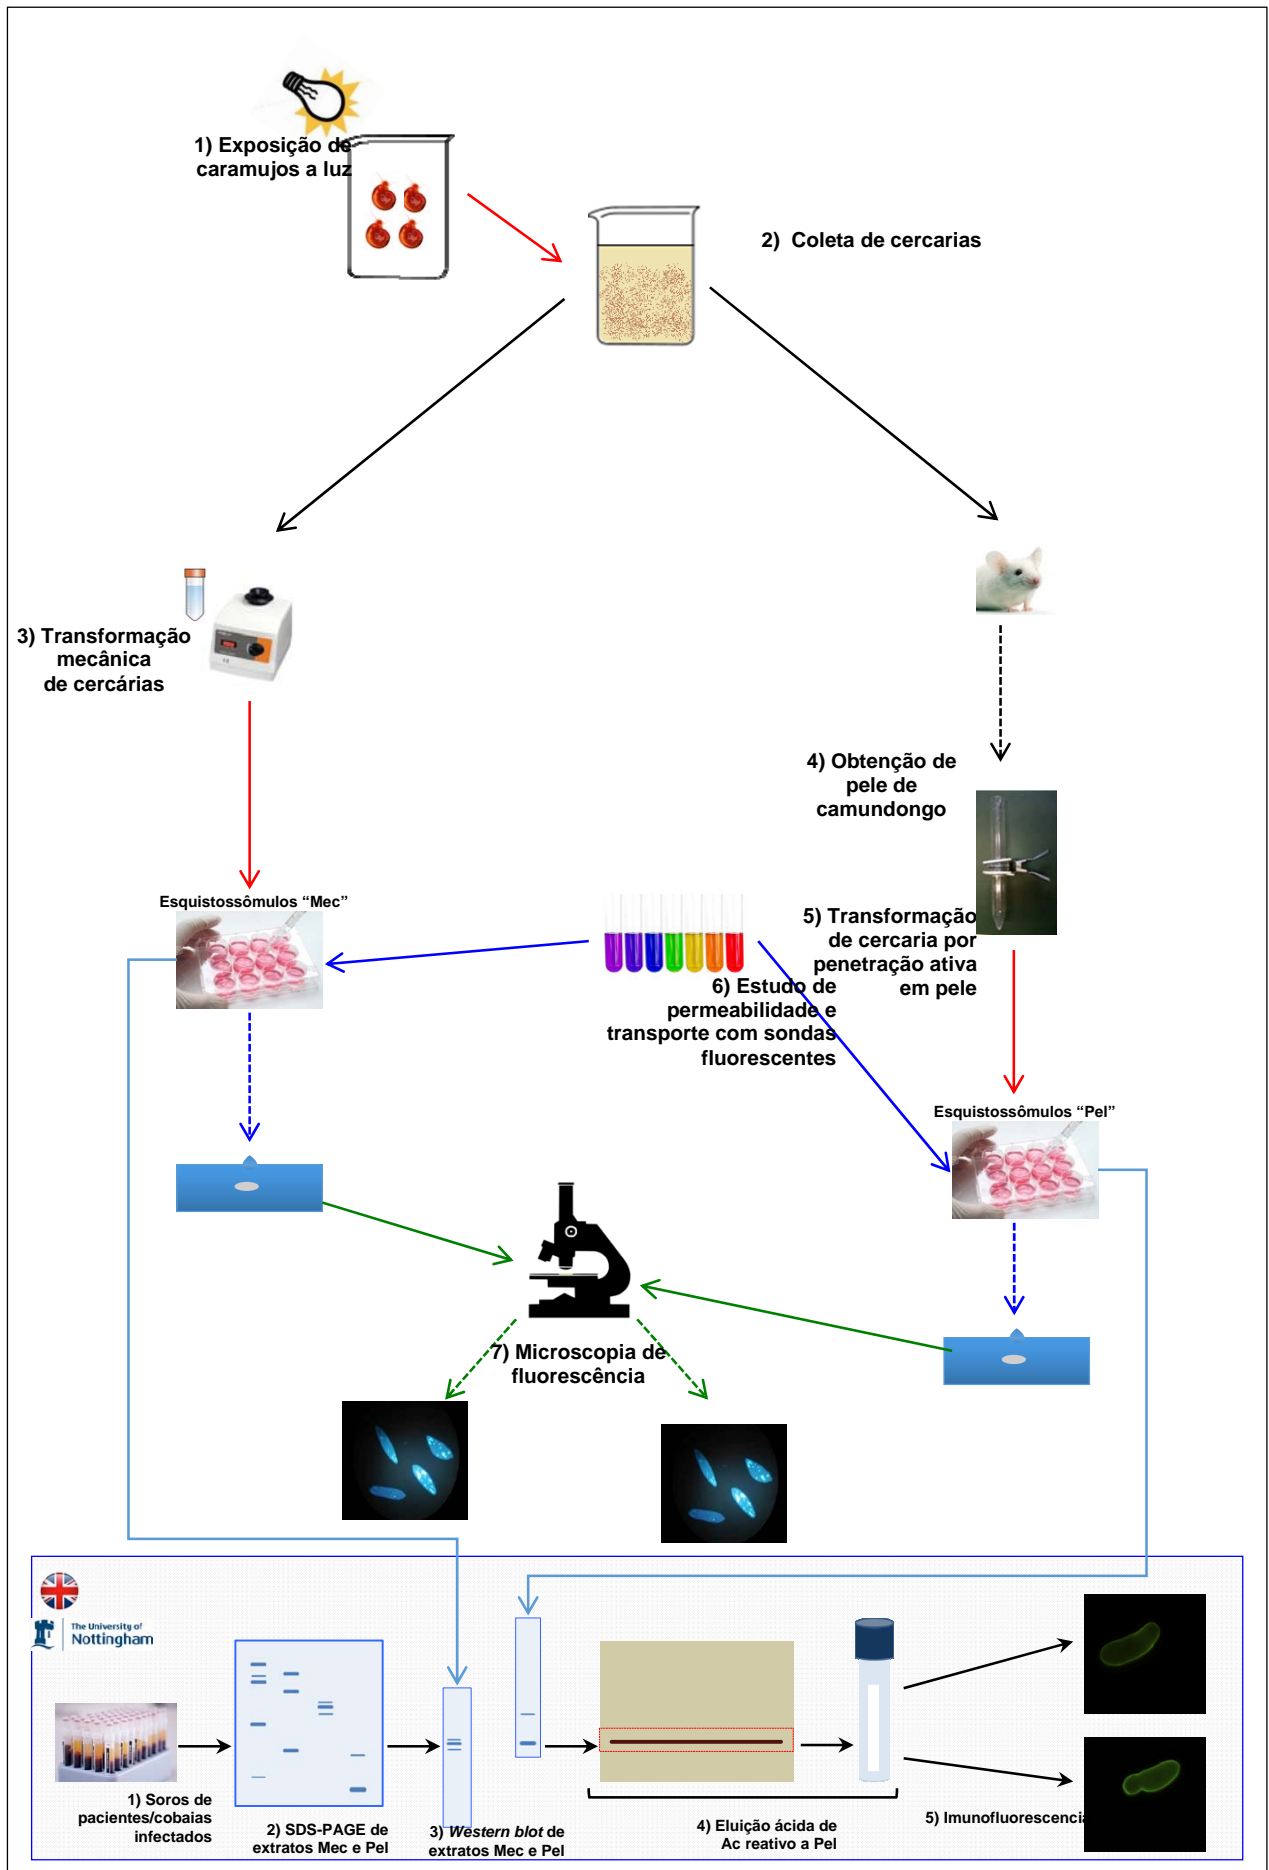 1) Exposição de
caramujos a luz
2) Coleta de cercarias
3) Transformação
mecânica
de cercárias
4) Obtenção de
pele de
camundongo
Esquistossômulos “Mec”
5) Transformação
de cercaria por
penetração ativa
em pele
6) Estudo de
permeabilidade e
transporte com sondas
fluorescentes
Esquistossômulos “Pel”
7) Microscopia de
fluorescência
The University of
Nottingham
1) Soros de
pacientes/cobaias
infectados
2) SDS-PAGE de
extratos Mec e Pel
3) Western blot de
extratos Mec e Pel
4) Eluição ácida de
Ac reativo a Pel
5) Imunofluorescencia